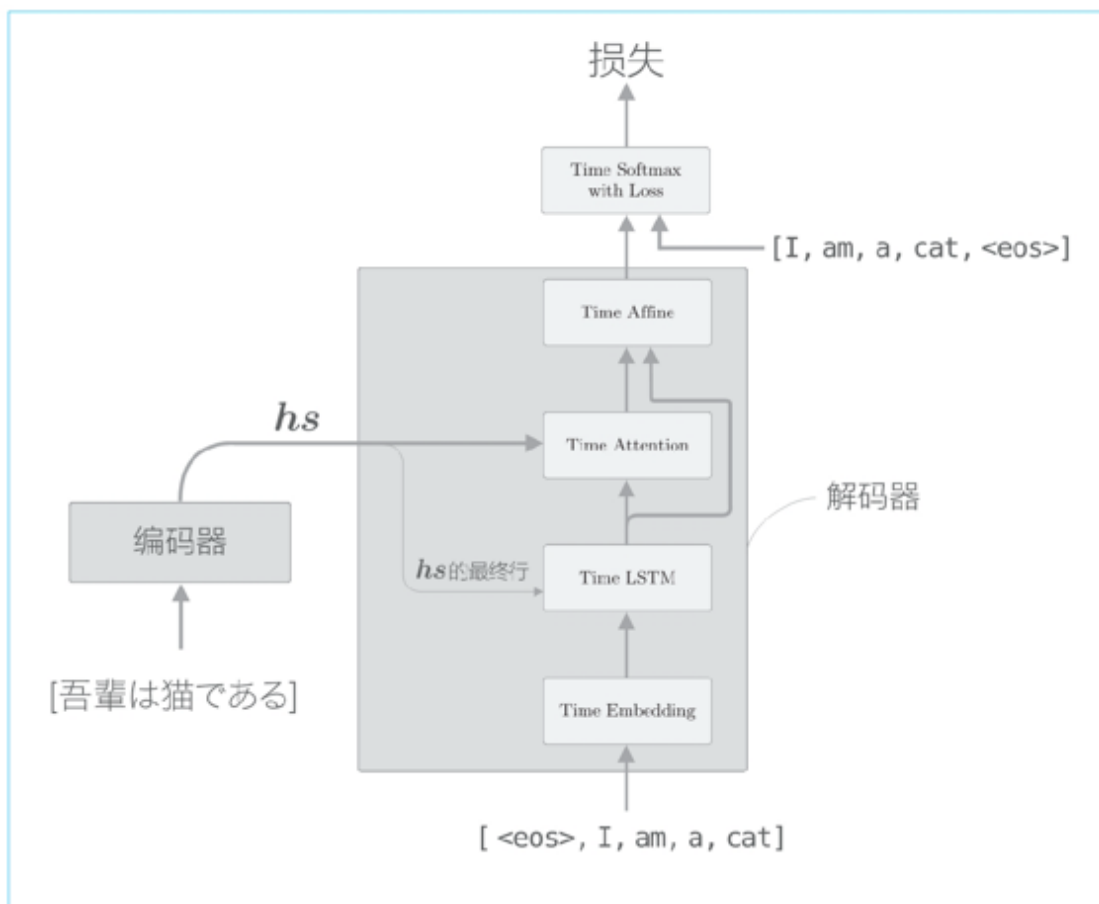 损失
Time Softmax
with Loss
[I, am, a, cat, <eos>]
Time Affine
hs
Time Attention
解码器
编码器
hs的最终行
Time LSTM
[吾輩は猫である]
Time Embedding
[ <eos>, I, am, a, cat]